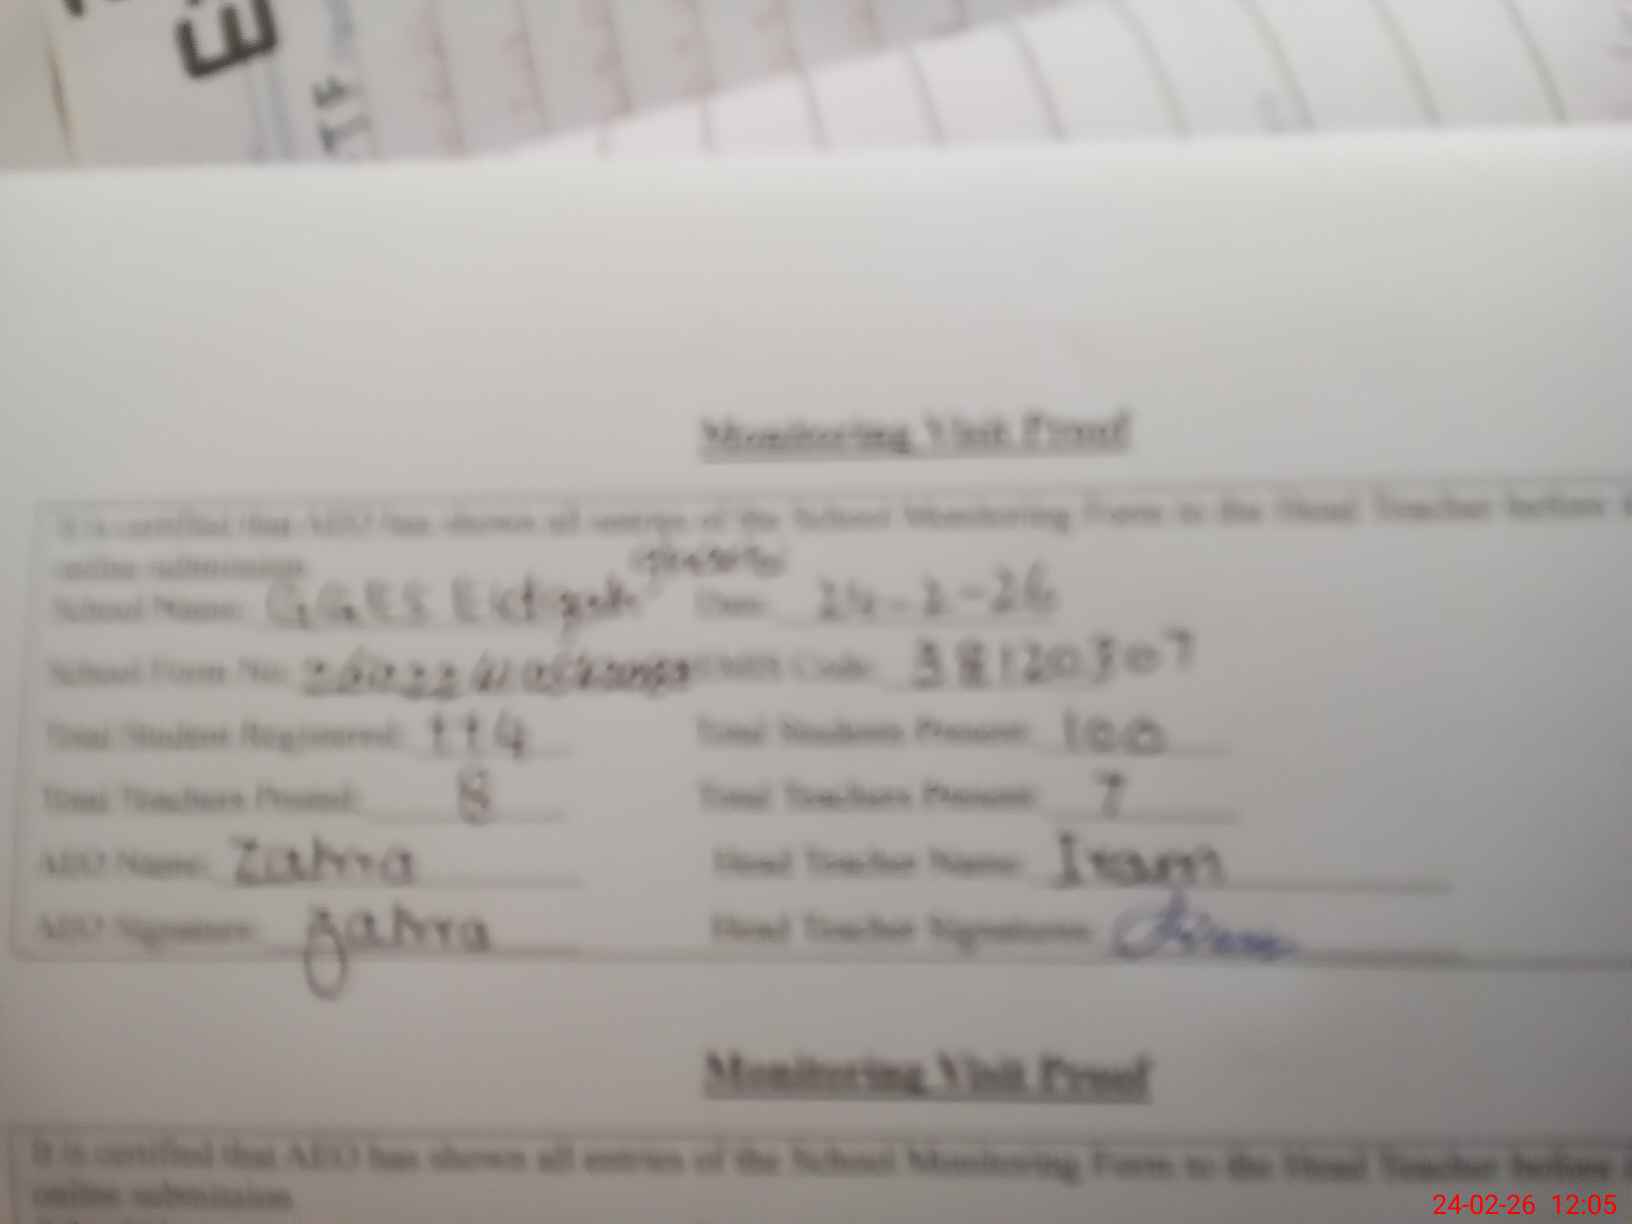 Monitoring Visit Proof
It is certified that AEO has shown all entries of the School Monitoring Form to the Head Teacher before
online submission.
School Name: GGES Eidgah Date: 24-2-26
School Form No: EMIS Code: 38120307
Total Student Registered: 114 Total Students Present: 100
Total Teachers Posted: 8 Total Teachers Present: 7
AEO Name: Zahra Head Teacher Name: Iram
AEO Signature: Zahra Head Teacher Signature: Iram
Monitoring Visit Proof
It is certified that AEO has shown all entries of the School Monitoring Form to the Head Teacher before
online submission.
24-02-26 12:05